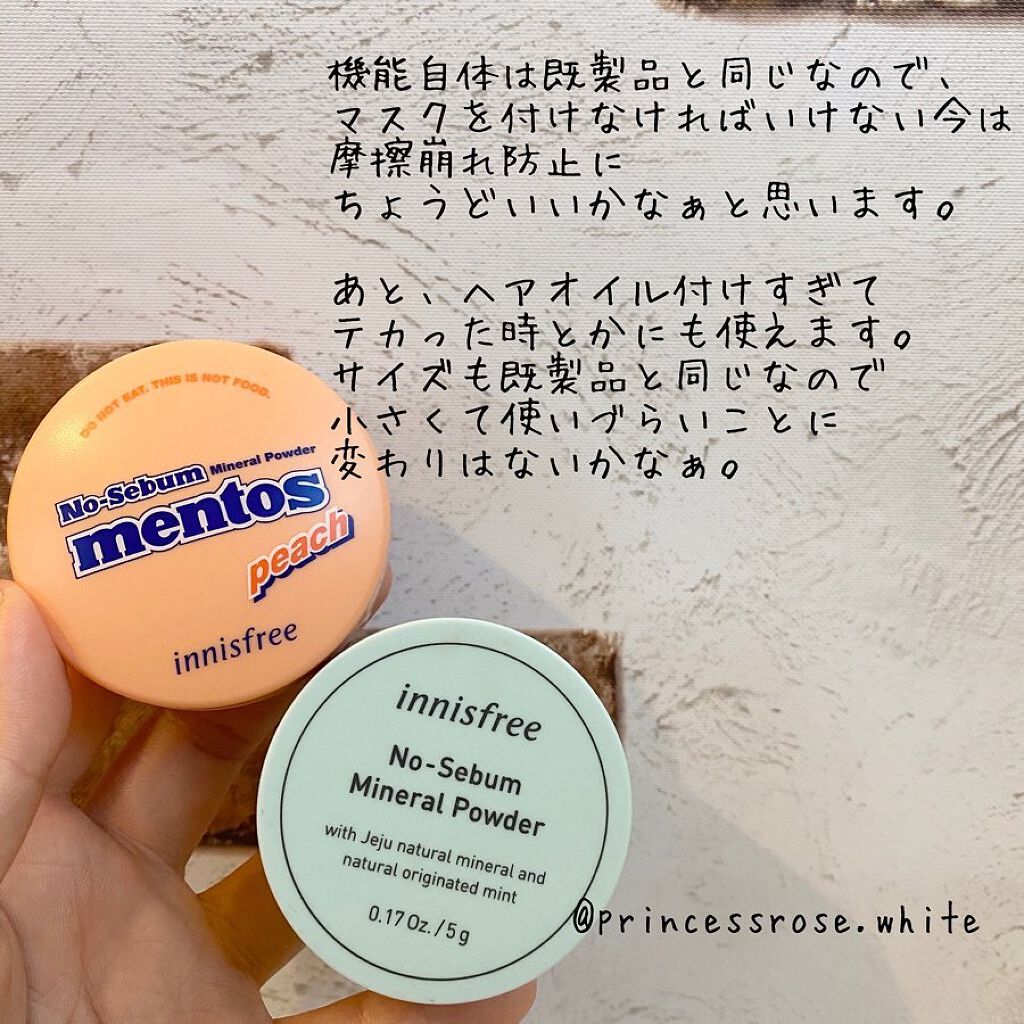 機能自体は既製品と同じなので、
マスクを付けなければいけない今は
摩擦崩れ防止に
ちょうどいいかなぁと思います。
あと、ヘアオイル付けすぎて
テカった時とかにも使えます。
サイズも既製品と同じなので
小さくて使いづらいことに
変わりはないかなぁ。
DO NOT EAT. THIS IS NOT FOOD.
No-Sebum Mineral Powder
mentos
peach
innisfree
innisfree
No-Sebum
Mineral Powder
with Jeju natural mineral and
natural originated mint
0.17 Oz. / 5 g
@princessrose.white